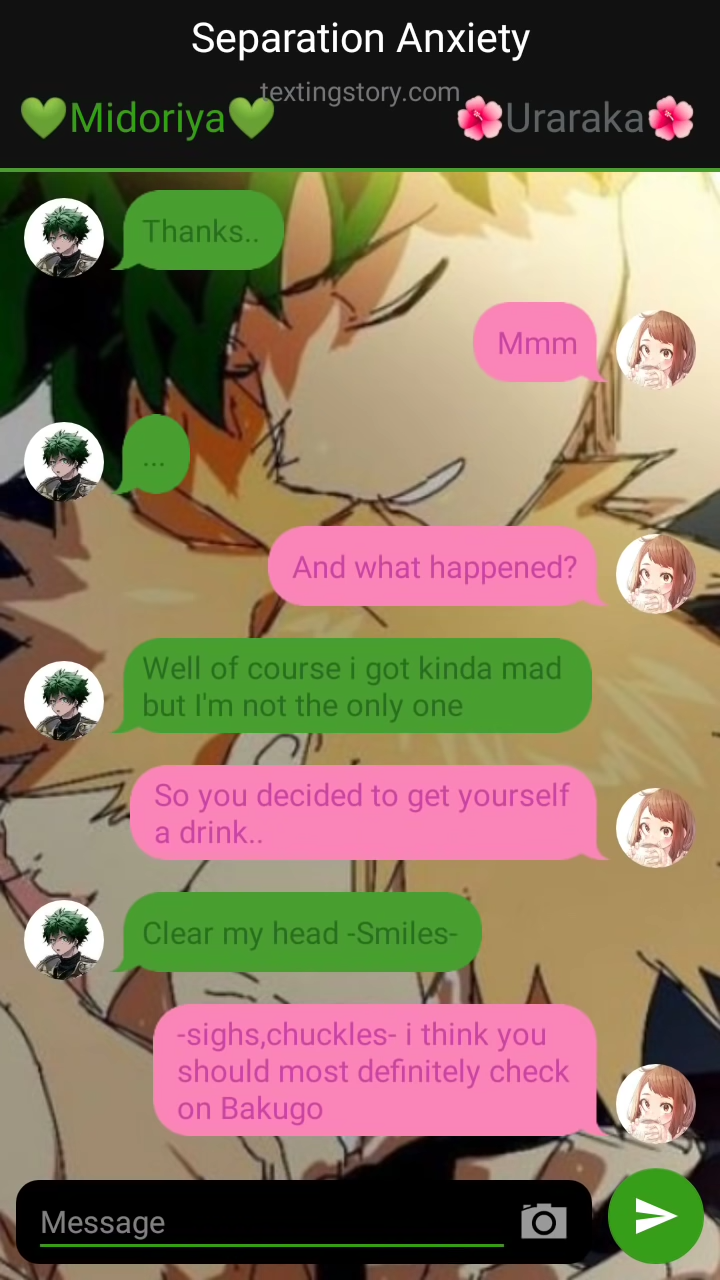 Separation Anxiety
textingstory.com
💚Midoriya💚
🌺Uraraka🌺
Thanks..
Mmm
...
And what happened?
Well of course i got kinda mad
but I'm not the only one
So you decided to get yourself
a drink..
Clear my head -Smiles-
-sighs,chuckles- i think you
should most definitely check
on Bakugo
Message